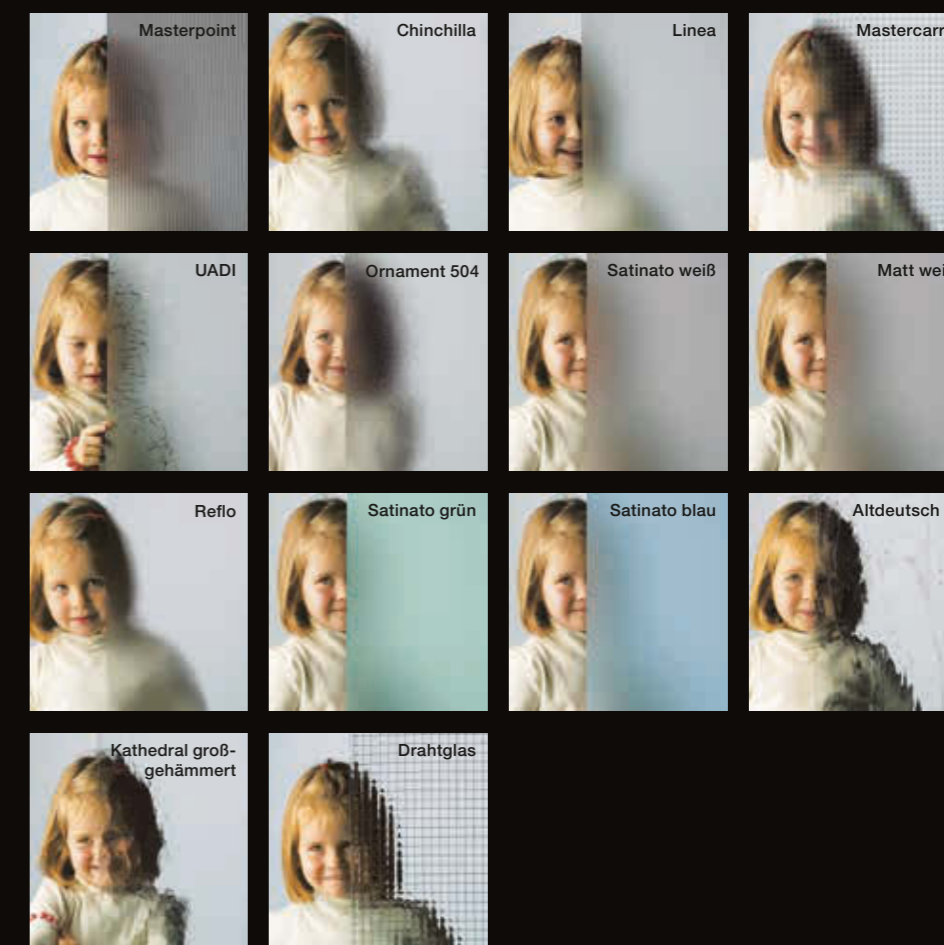 Masterpoint
Chinchilla
Linea
Mastercarr
UADI
Ornament 504
Satinato weiß
Matt wei
Reflo
Satinato grün
Satinato blau
Altdeutsch
Kathedral groß-
gehämmert
Drahtglas